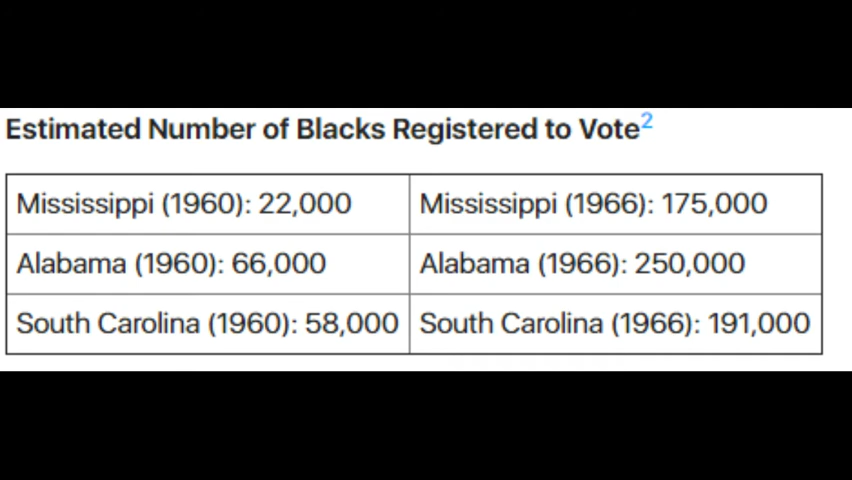 Estimated Number of Blacks Registered to Vote2
Mississippi (1960): 22,000 Mississippi (1966): 175,000
Alabama (1960): 66,000 Alabama (1966): 250,000
South Carolina (1960): 58,000 South Carolina (1966): 191,000